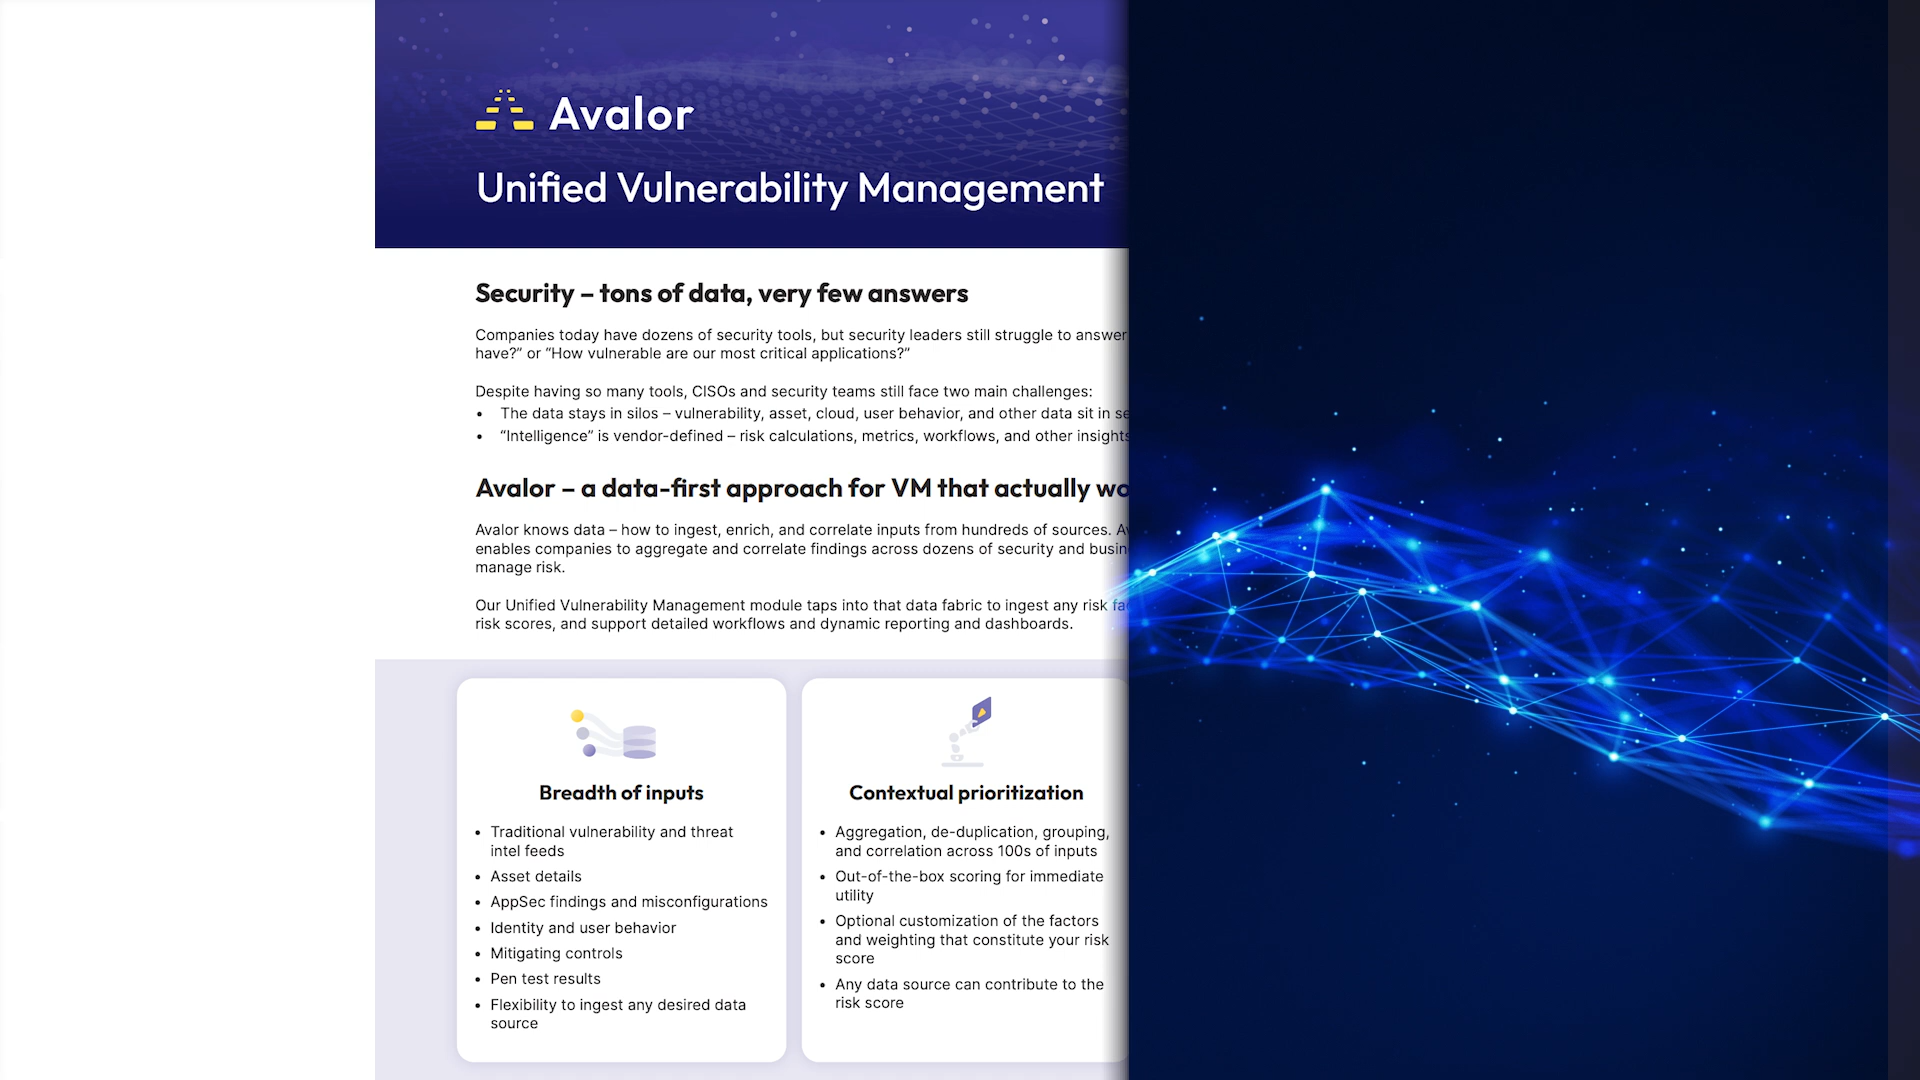 Avalor
Unified Vulnerability Management
Security – tons of data, very few answers
Companies today have dozens of security tools, but security leaders still struggle to answer
have?” or “How vulnerable are our most critical applications?”
Despite having so many tools, CISOs and security teams still face two main challenges:
• The data stays in silos – vulnerability, asset, cloud, user behavior, and other data sit in
• “Intelligence” is vendor-defined – risk calculations, metrics, workflows, and other insights
Avalor – a data-first approach for VM that actually
Avalor knows data – how to ingest, enrich, and correlate inputs from hundreds of sources.
enables companies to aggregate and correlate findings across dozens of security and
manage risk.
Our Unified Vulnerability Management module taps into that data fabric to ingest any risk
risk scores, and support detailed workflows and dynamic reporting and dashboards.
Breadth of inputs
• Traditional vulnerability and threat
intel feeds
• Asset details
• AppSec findings and misconfigurations
• Identity and user behavior
• Mitigating controls
• Pen test results
• Flexibility to ingest any desired data
source
Contextual prioritization
• Aggregation, de-duplication, grouping,
and correlation across 100s of inputs
• Out-of-the-box scoring for immediate
utility
• Optional customization of the factors
and weighting that constitute your risk
score
• Any data source can contribute to the
risk score